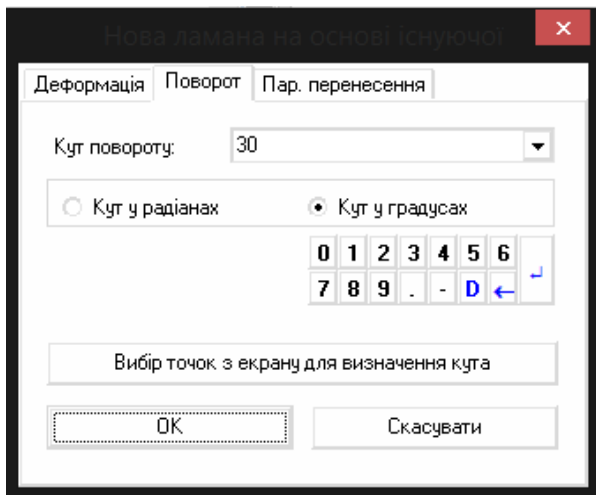 Нова ламана на основі існуючої
Деформація Поворот Пар. перенесення
Кут повороту: 30
Кут у радіанах Кут у градусах
0 1 2 3 4 5 6
7 8 9 . - D ←
Вибір точок з екрану для визначення кута
OK Скасувати